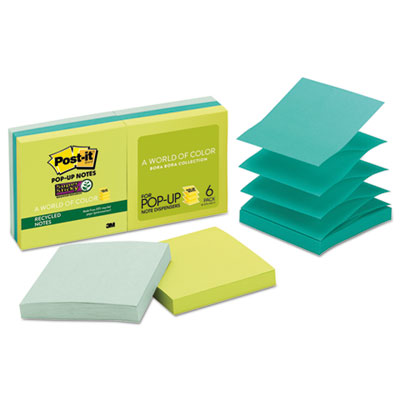 Post-it
POP-UP NOTES
Super
Sticky
A WORLD OF COLOR
RECYCLED
NOTES
3M
A WORLD OF COLOR
BORA BORA COLLECTION
FOR
POP-UP
NOTE DISPENSERS
6
PACK